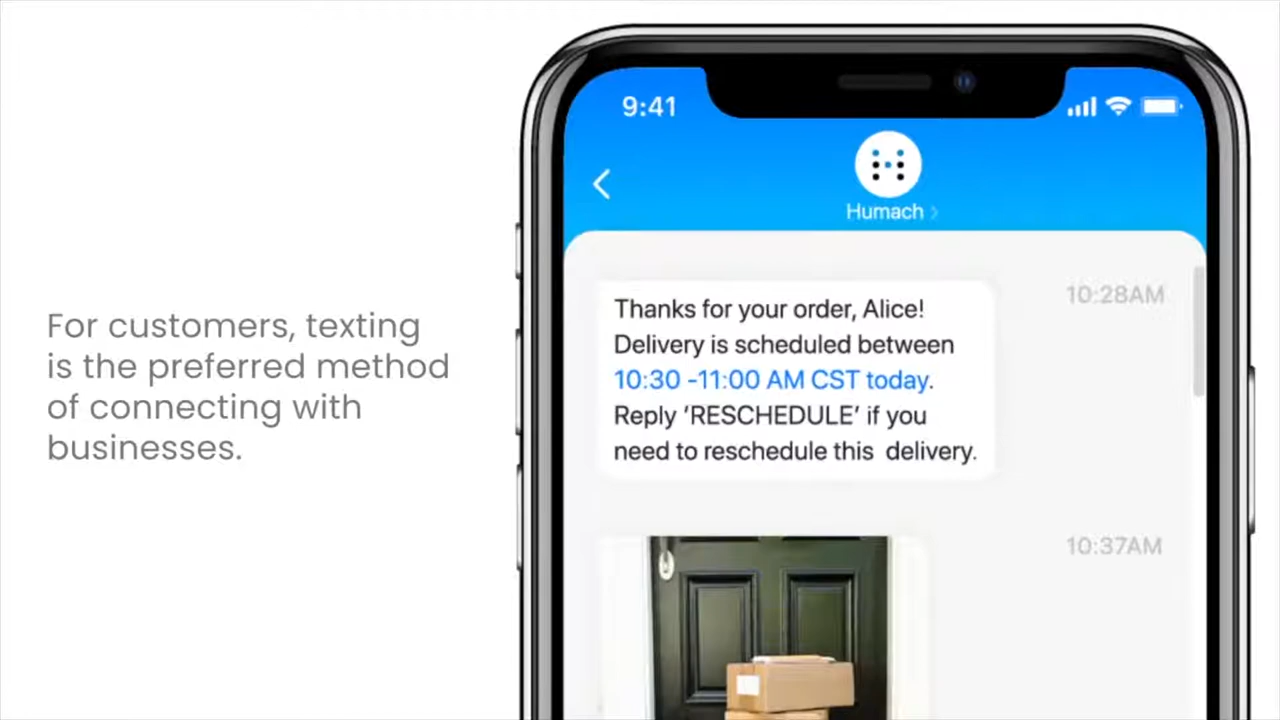 For customers, texting
is the preferred method
of connecting with
businesses.
9:41
Humach
10:28AM
Thanks for your order, Alice!
Delivery is scheduled between
10:30 -11:00 AM CST today.
Reply ‘RESCHEDULE’ if you
need to reschedule this  delivery.
10:37AM